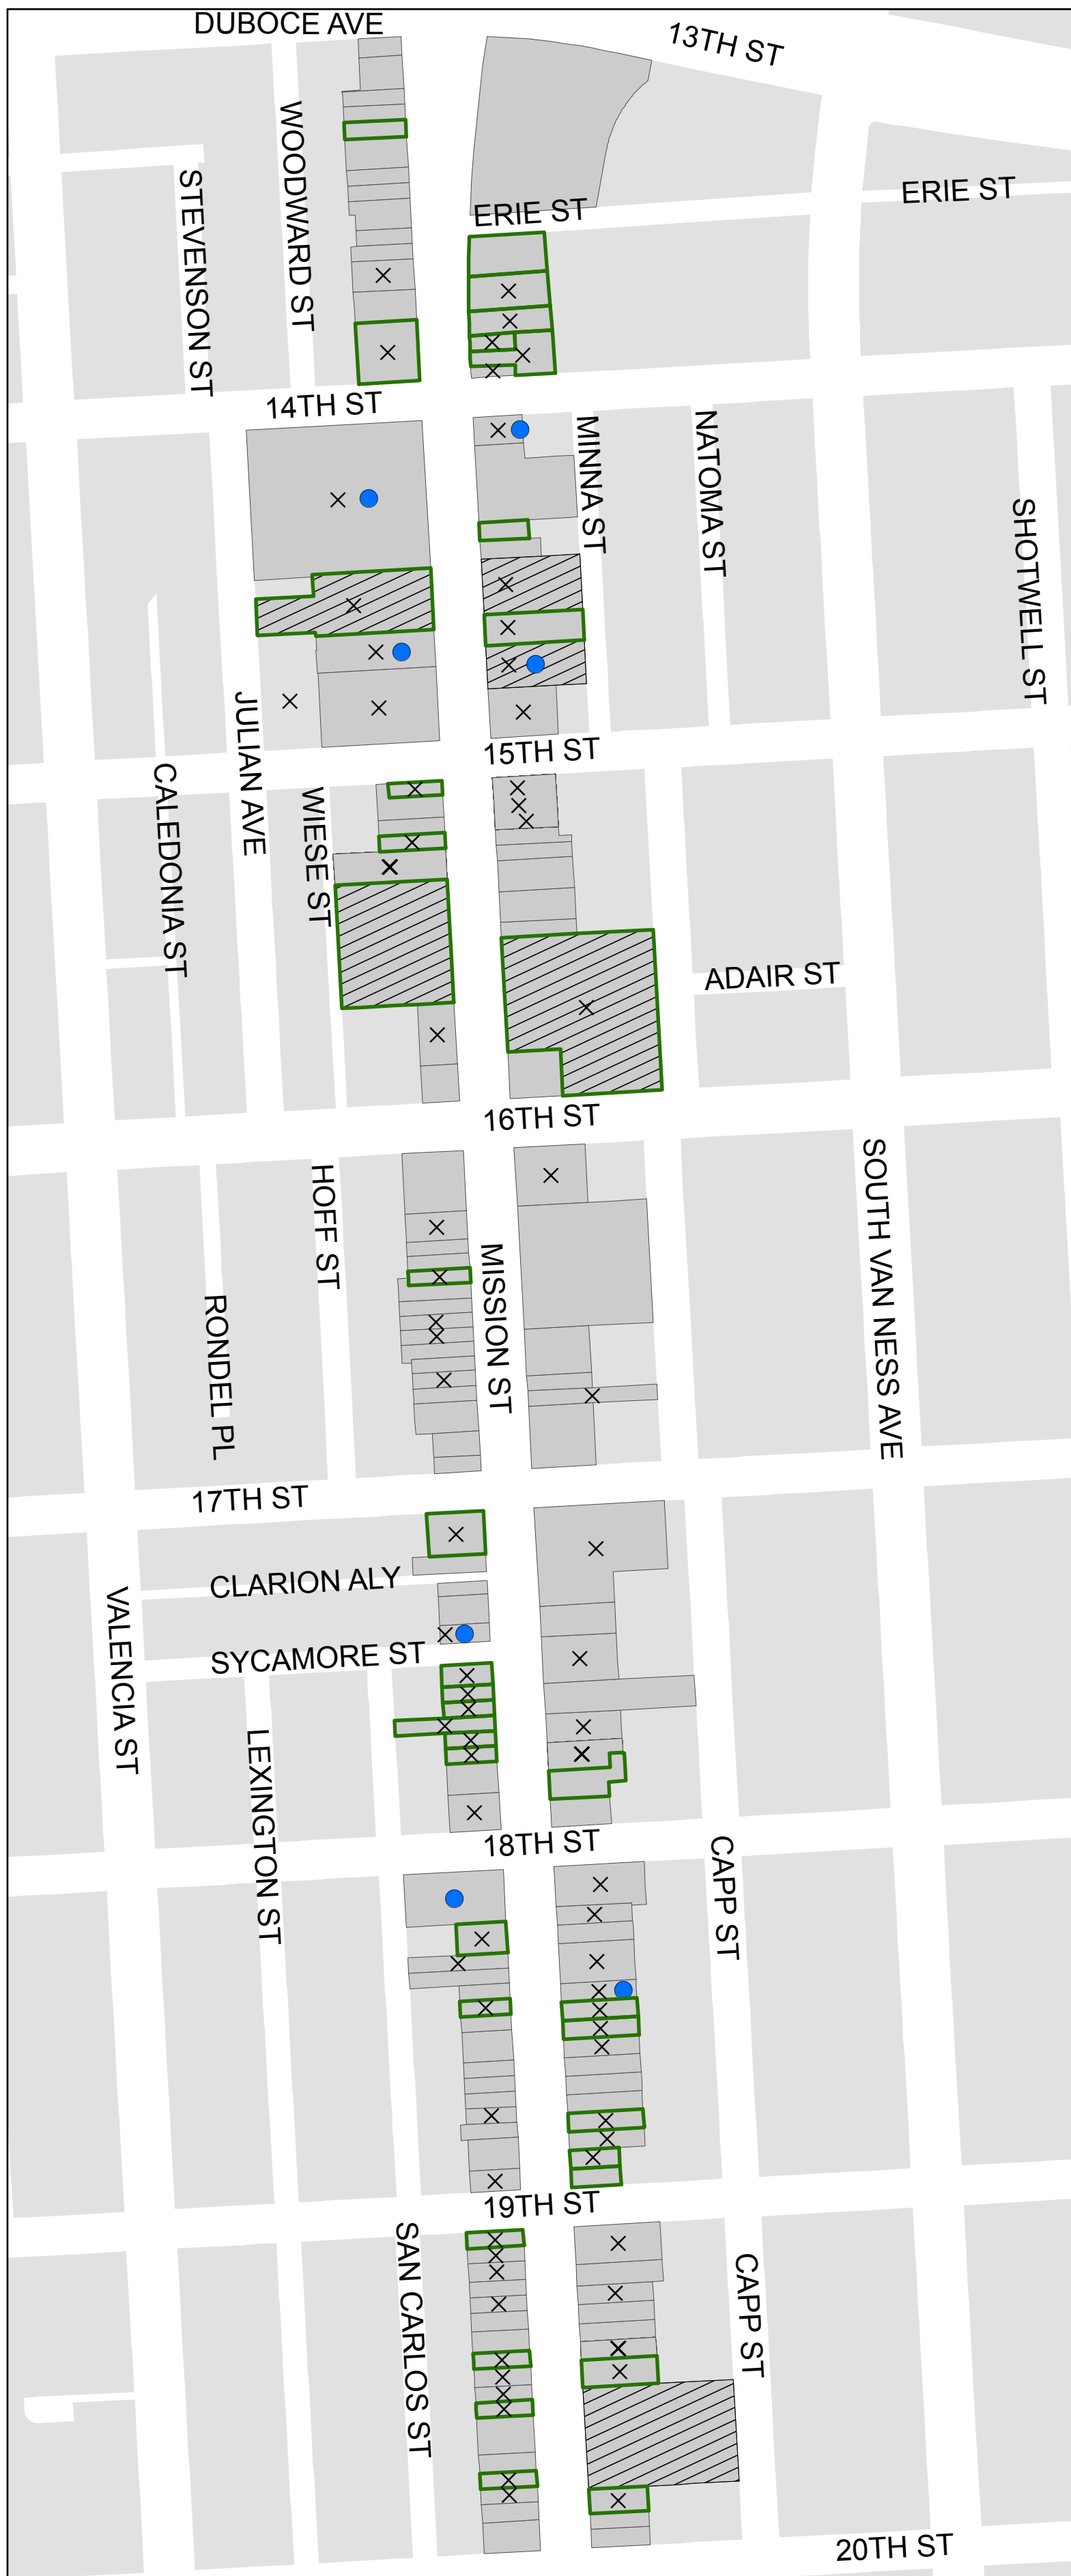 DUBOCE AVE
13TH ST
WOODWARD ST
STEVENSON ST
ERIE ST
ERIE ST
14TH ST
MINNA ST
NATOMA ST
SHOTWELL ST
JULIAN AVE
15TH ST
CALEDONIA ST
WIESE ST
ADAIR ST
16TH ST
HOFF ST
SOUTH VAN NESS AVE
MISSION ST
RONDEL PL
17TH ST
CLARION ALY
VALENCIA ST
SYCAMORE ST
LEXINGTON ST
18TH ST
CAPP ST
19TH ST
SAN CARLOS ST
CAPP ST
20TH ST